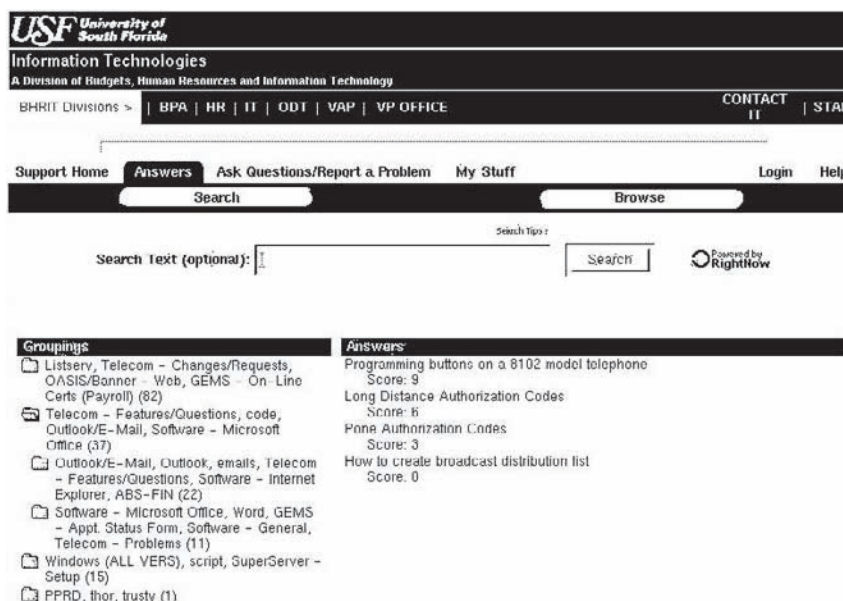 USF University of
South Florida
Information Technologies
A Division of Budgets, Human Resources and Information Technology
BHRIT Divisions > | BPA | HR | IT | ODT | VAP | VP OFFICE CONTACT IT | STA
Support Home Answers Ask Questions/Report a Problem My Stuff Login Help
Search Browse
Search Tips
Search Text (optional): Search Powered by RightNow
Groupings
Listserv, Telecom - Changes/Requests,
OASIS/Banner - Web, GEMS - On-Line
Certs (Payroll) (82)
Telecom - Features/Questions, code,
Outlook/E-Mail, Software - Microsoft
Office (37)
Outlook/E-Mail, Outlook, emails, Telecom
- Features/Questions, Software - Internet
Explorer, ABS-FIN (22)
Software - Microsoft Office, Word, GEMS
- Appt. Status Form, Software - General,
Telecom - Problems (11)
Windows (ALL VERS), script, SuperServer -
Setup (15)
PPRD, thor, trusty (1)
Answers
Programming buttons on a 8102 model telephone
Score: 9
Long Distance Authorization Codes
Score: 6
Pone Authorization Codes
Score: 3
How to create broadcast distribution list
Score: 0